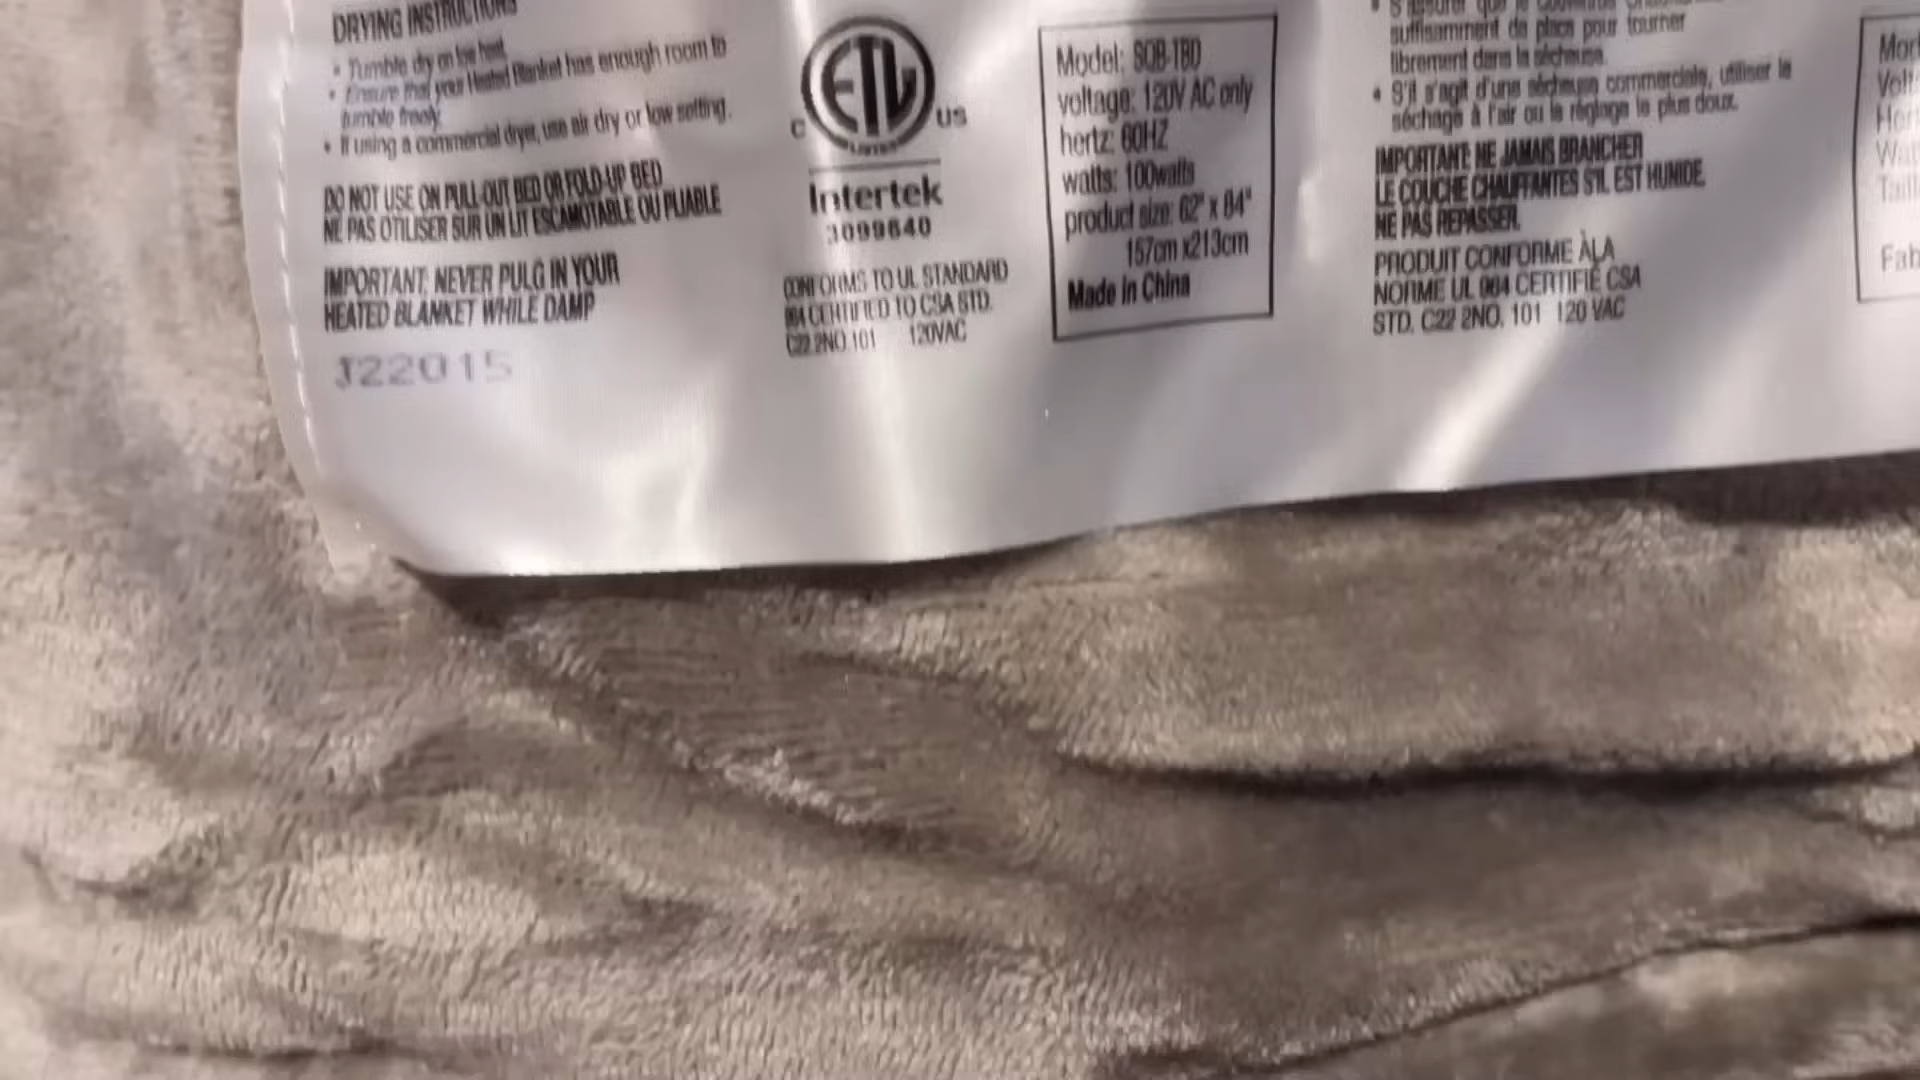 DRYING INSTRUCTIONS
• Tumble dry on low heat
• Ensure that your Heated Blanket has enough room to
tumble freely.
• If using a commercial dryer, use air dry or low setting.
DO NOT USE ON PULL-OUT BED OR FOLD-UP BED
NE PAS OTILISER SUR UN LIT ESCAMOTABLE OU PLIABLE
IMPORTANT: NEVER PULG IN YOUR
HEATED BLANKET WHILE DAMP
J22015
ETL
C US
LISTED
Intertek
3099640
CONFORMS TO UL STANDARD
964 CERTIFIED TO CSA STD.
C22 2NO.101 120VAC
Model:
voltage: 120V AC only
hertz: 60HZ
watts: 100watts
product size: 62" x 84"
157cm x213cm
Made in China
• S'assurer que le
suffisamment de place pour tourner
librement dans la sécheuse.
• S'il s'agit d'une sécheuse commerciale, utiliser le
séchage à l'air ou le réglage le plus doux.
IMPORTANT: NE JAMAIS BRANCHER
LE COUCHE CHAUFFANTES S'IL EST HUMIDE.
NE PAS REPASSER.
PRODUIT CONFORME ÀLA
NORME UL 964 CERTIFIÉ CSA
STD. C22 2NO. 101 120 VAC